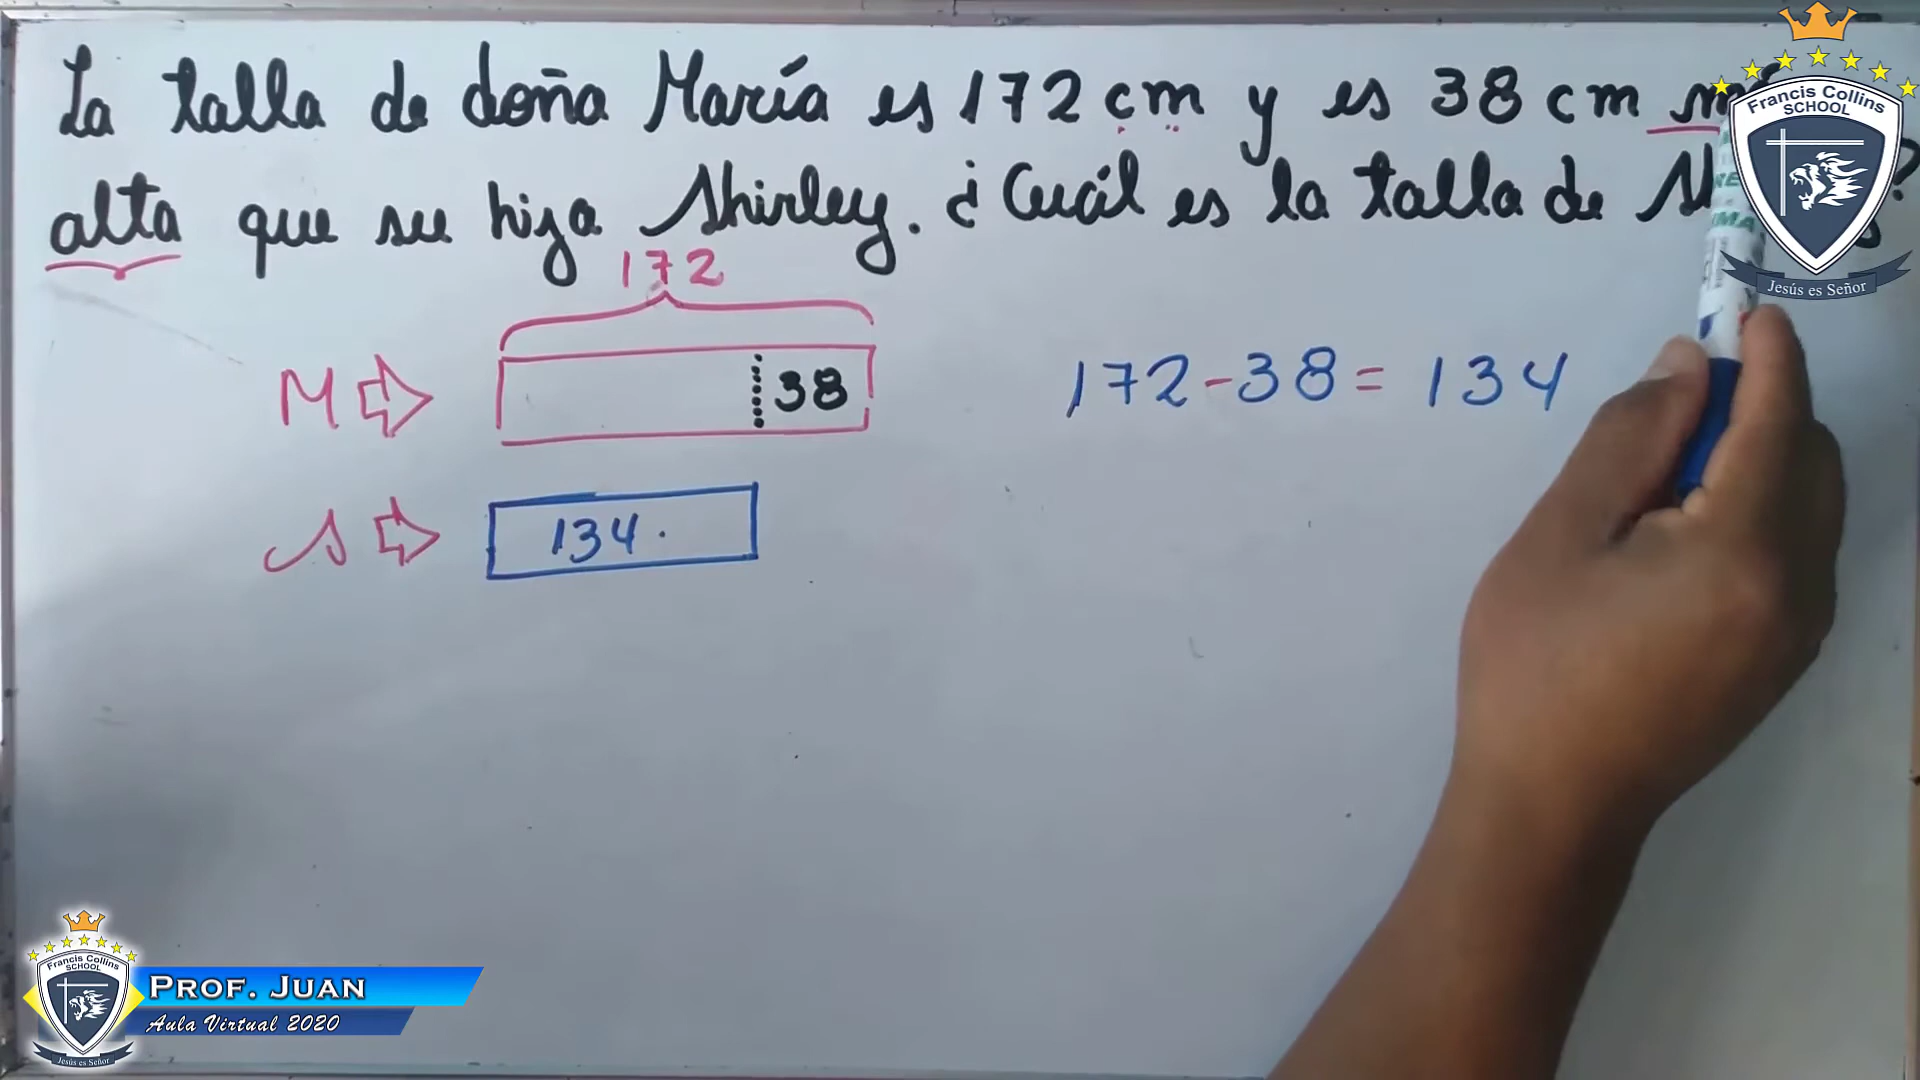 La talla de doña María es 172 cm y es 38 cm
alta que su hija Shirley. ¿Cuál es la talla de ?
172
M 38
172-38= 134
S 134.
Francis Collins
SCHOOL
Jesús es Señor
Francis Collins
SCHOOL
Jesús es Señor
PROF. JUAN
Aula Virtual 2020